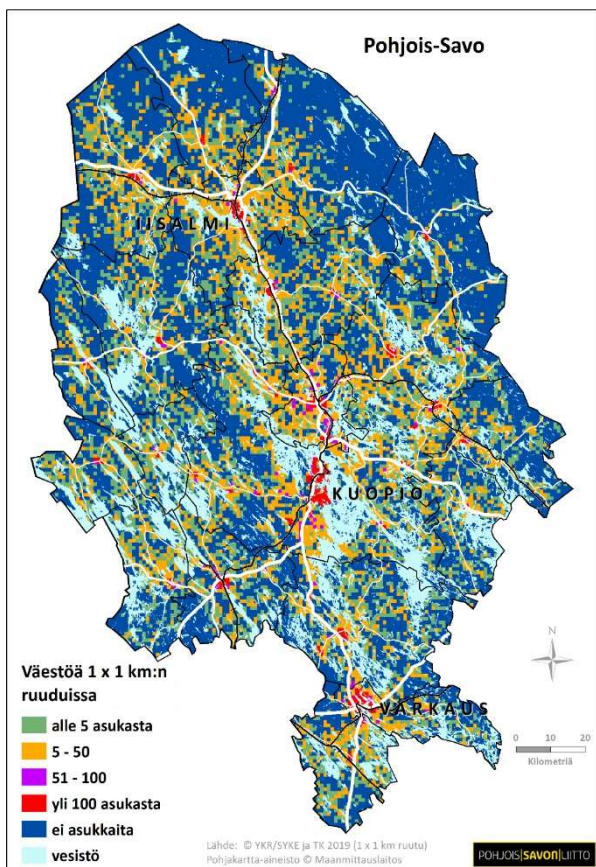 Pohjois-Savo
IISALMI
KUOPIO
VARKAUS
N
0 10 20
Kilometriä
Väestöä 1 x 1 km:n
ruuduissa
alle 5 asukasta
5 - 50
51 - 100
yli 100 asukasta
ei asukkaita
vesistö
Lähde: © YKR/SYKE ja TK 2019 (1 x 1 km ruutu)
Pohjakartta-aineisto © Maanmittauslaitos
POHJOIS|SAVON|LIITTO